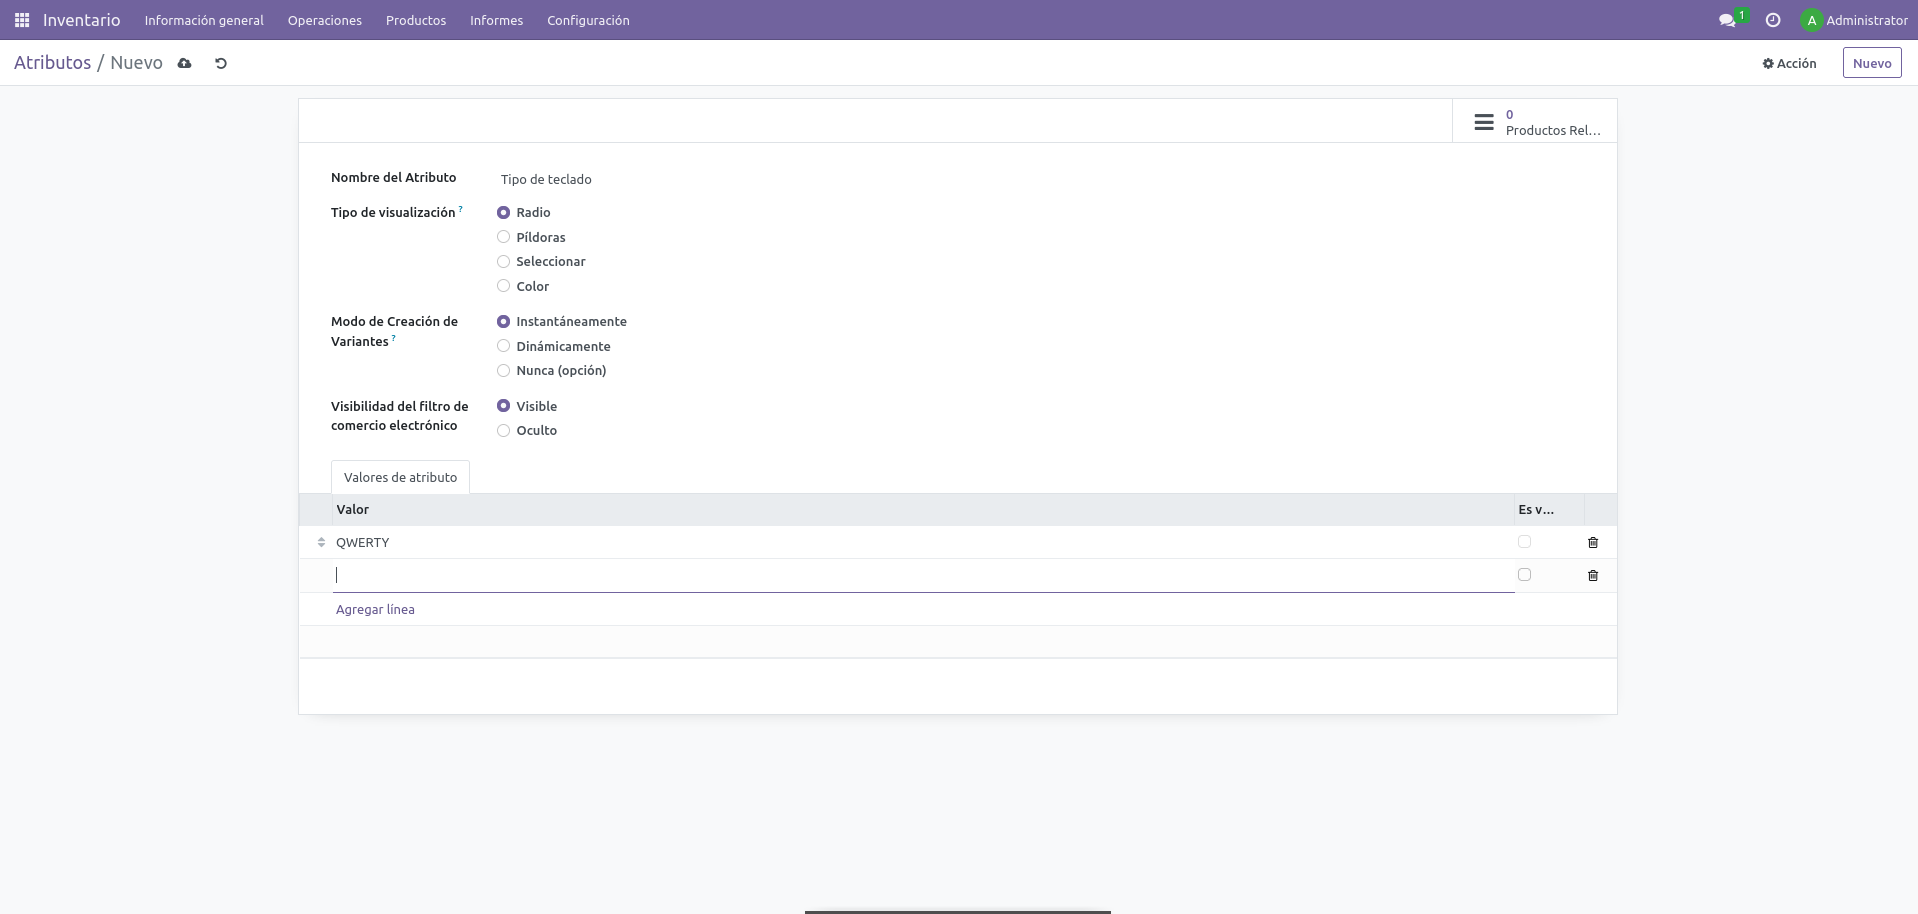 Inventario Información general Operaciones Productos Informes Configuración 1 A Administrator
Atribut­os / Nuevo Acción Nuevo
0
Productos Rel...
Nombre del Atributo Tipo de teclado
Tipo de visualización ? Radio
Píldoras
Seleccionar
Color
Modo de Creación de Instantáneamente
Variantes ? Dinámicamente
Nunca (opción)
Visibilidad del filtro de Visible
comercio electrónico Oculto
Valores de atributo
Valor Es v...
QWERTY
Agregar línea